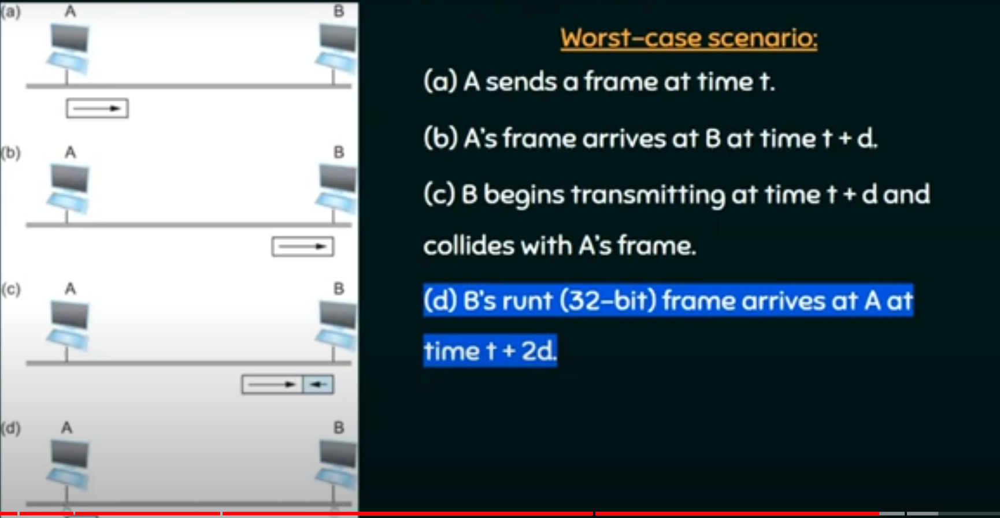 (a) A B
(b) A B
(c) A B
(d) A B
Worst-case scenario:
(a) A sends a frame at time t.
(b) A's frame arrives at B at time t + d.
(c) B begins transmitting at time t + d and
collides with A's frame.
(d) B's runt (32-bit) frame arrives at A at
time t + 2d.